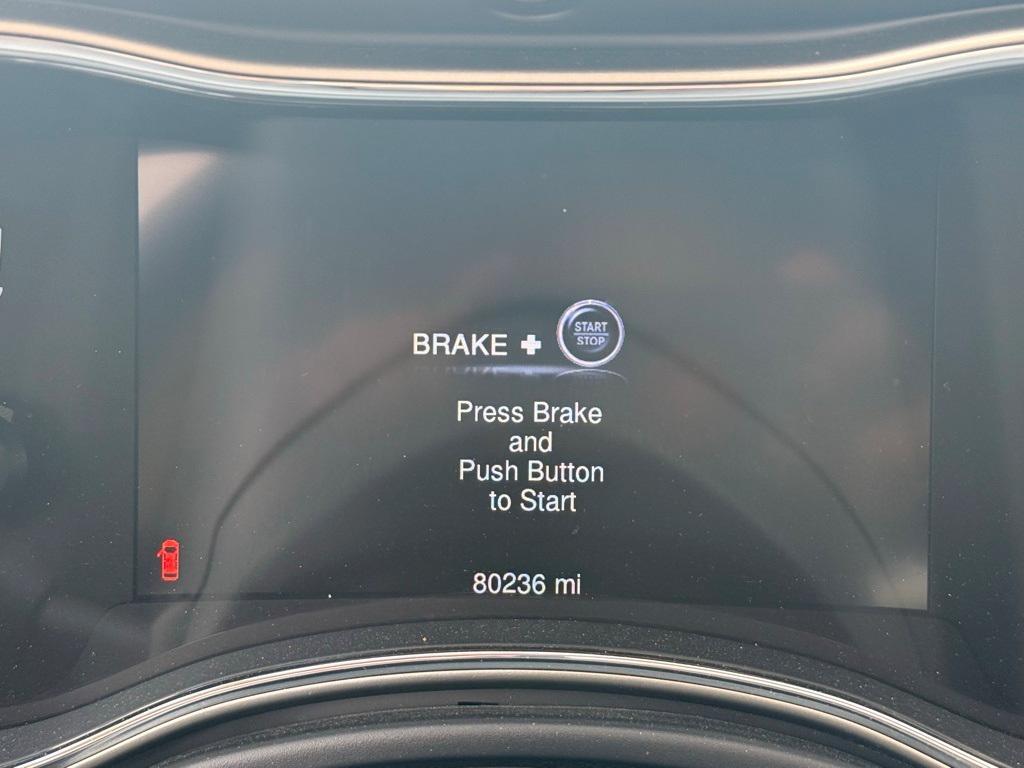 BRAKE +
START
STOP
Press Brake
and
Push Button
to Start
80236 mi